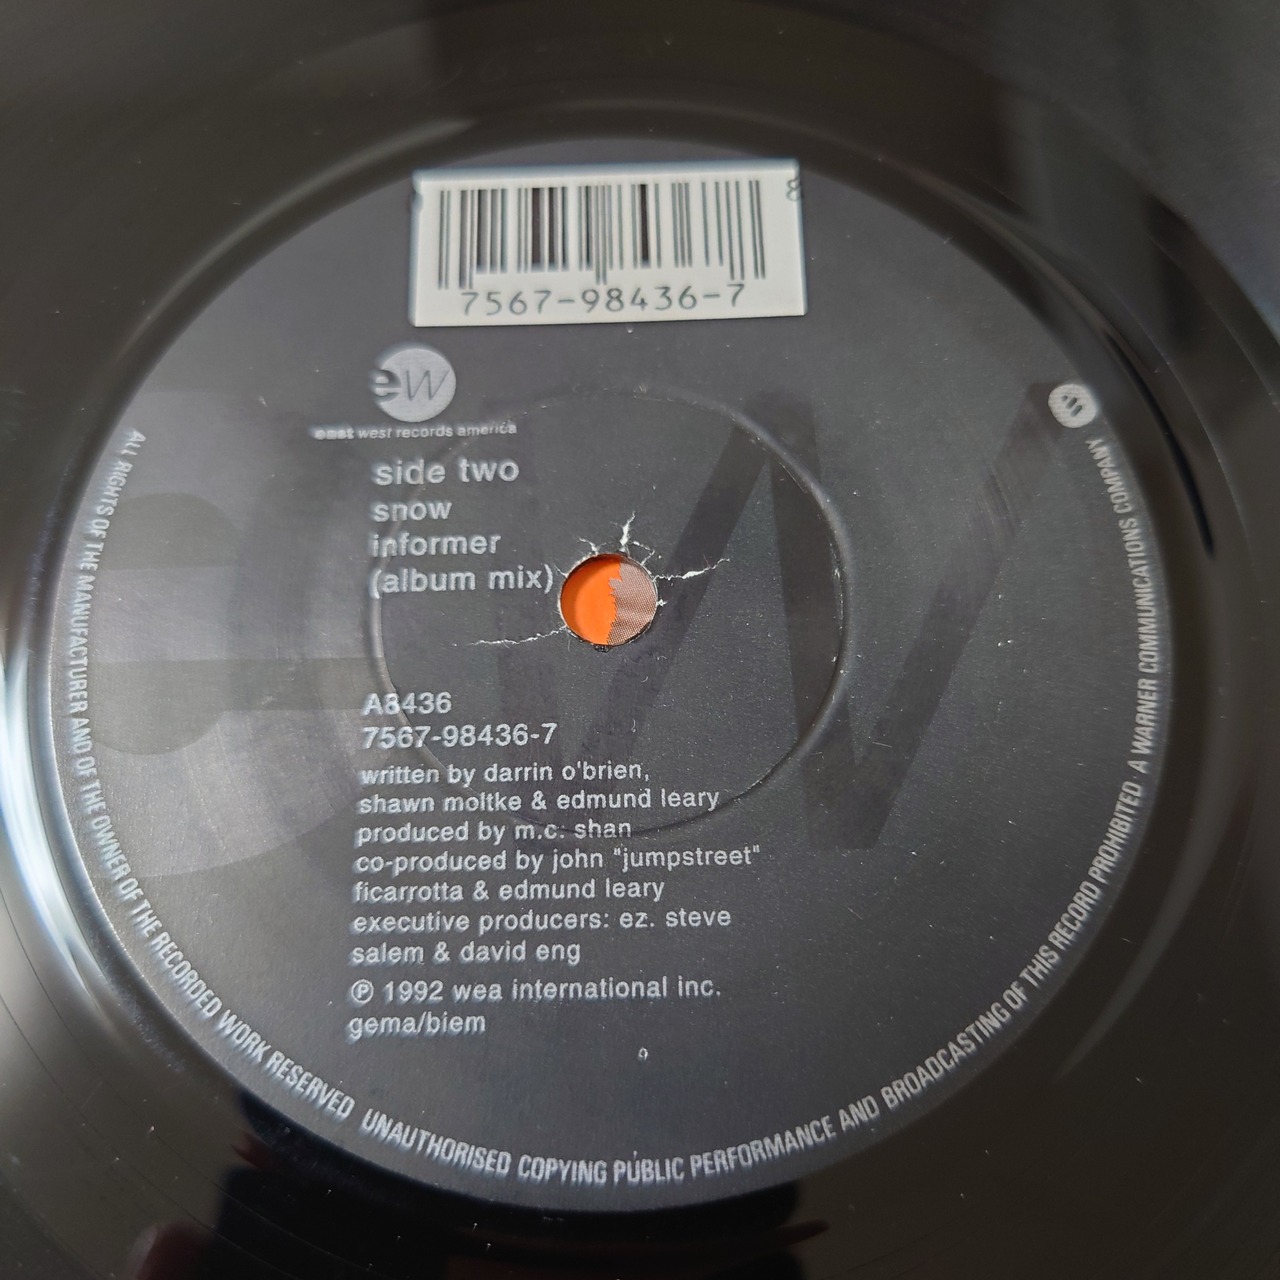 8
7567-98436-7
ew
east west records america
side two
snow
informer
(album mix)
A8436
7567-98436-7
written by darrin o'brien,
shawn moltke & edmund leary
produced by m.c. shan
co-produced by john "jumpstreet"
ficarrotta & edmund leary
executive producers: ez. steve
salem & david eng
℗ 1992 wea international inc.
gema/biem
9
ALL RIGHTS OF THE MANUFACTURER AND OF THE OWNER OF THE RECORDED WORK RESERVED UNAUTHORISED COPYING PUBLIC PERFORMANCE AND BROADCASTING OF THIS RECORD PROHIBITED A WARNER COMMUNICATIONS COMPANY